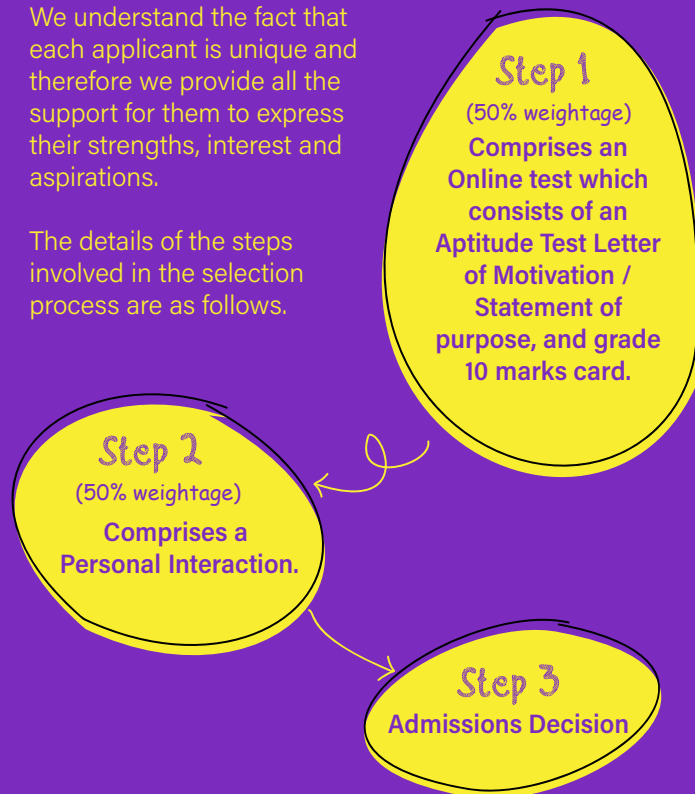 We understand the fact that
each applicant is unique and
therefore we provide all the
support for them to express
their strengths, interest and
aspirations.
The details of the steps
involved in the selection
process are as follows.
Step 1
(50% weightage)
Comprises an
Online test which
consists of an
Aptitude Test Letter
of Motivation /
Statement of
purpose, and grade
10 marks card.
Step 2
(50% weightage)
Comprises a
Personal Interaction.
Step 3
Admissions Decision